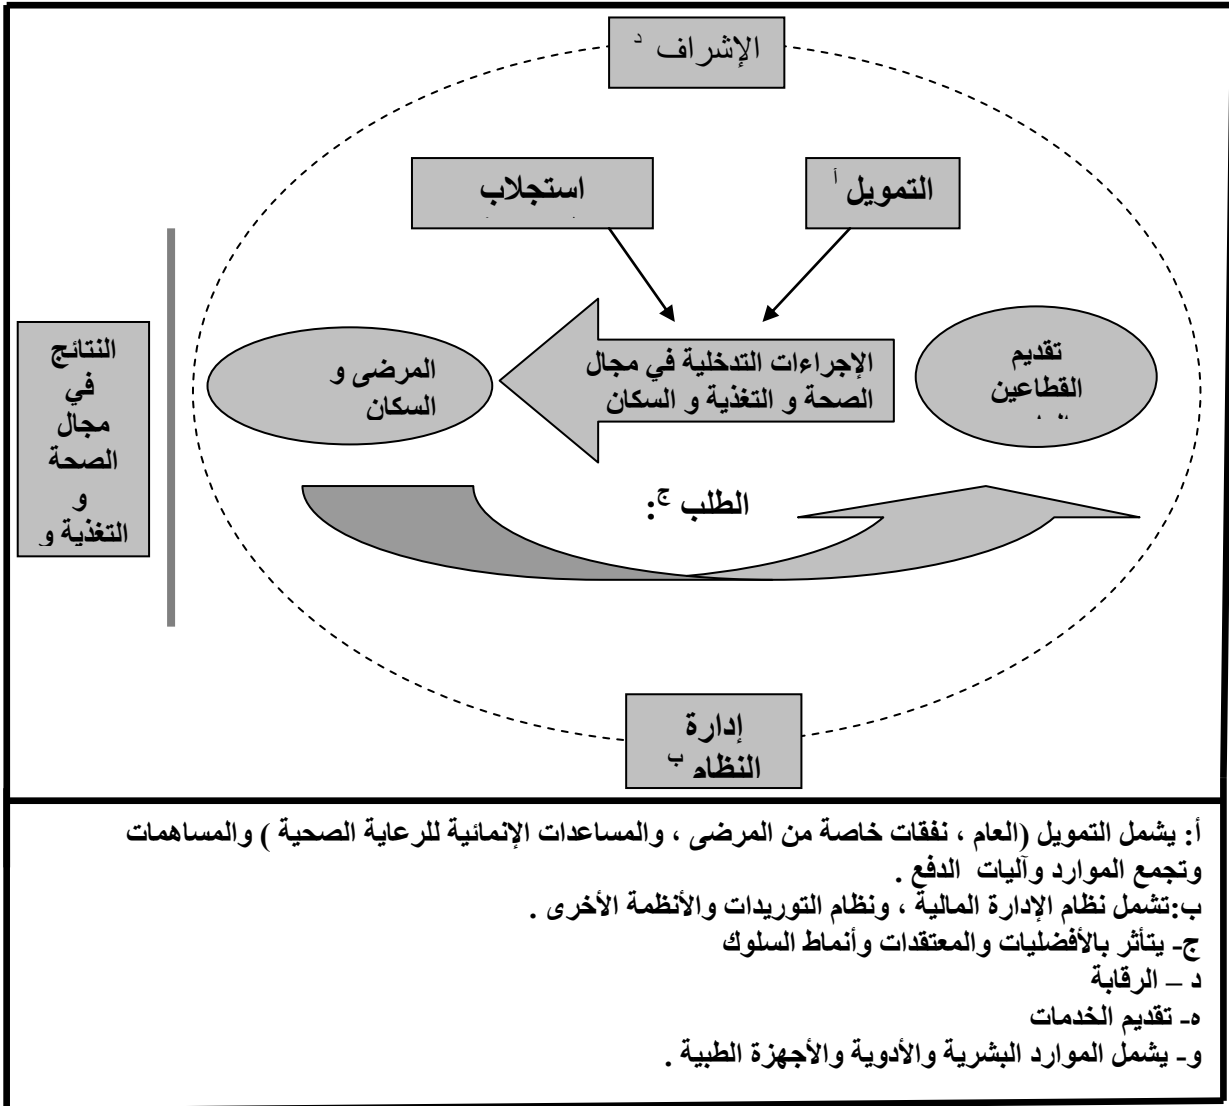 الإشراف د
استجلاب
التمويل أ
النتائج
في
مجال
الصحة
و
التغذية و
المرضى و
السكان
الإجراءات التدخلية في مجال
الصحة و التغذية و السكان
تقديم
القطاعين
الطلب ج:
إدارة
النظام ب
أ: يشمل التمويل (العام ، نفقات خاصة من المرضى ، والمساعدات الإنمائية للرعاية الصحية ) والمساهمات
وتجمع الموارد وآليات الدفع .
ب:تشمل نظام الإدارة المالية ، ونظام التوريدات والأنظمة الأخرى .
ج- يتأثر بالأفضليات والمعتقدات وأنماط السلوك
د – الرقابة
ه- تقديم الخدمات
و- يشمل الموارد البشرية والأدوية والأجهزة الطبية .